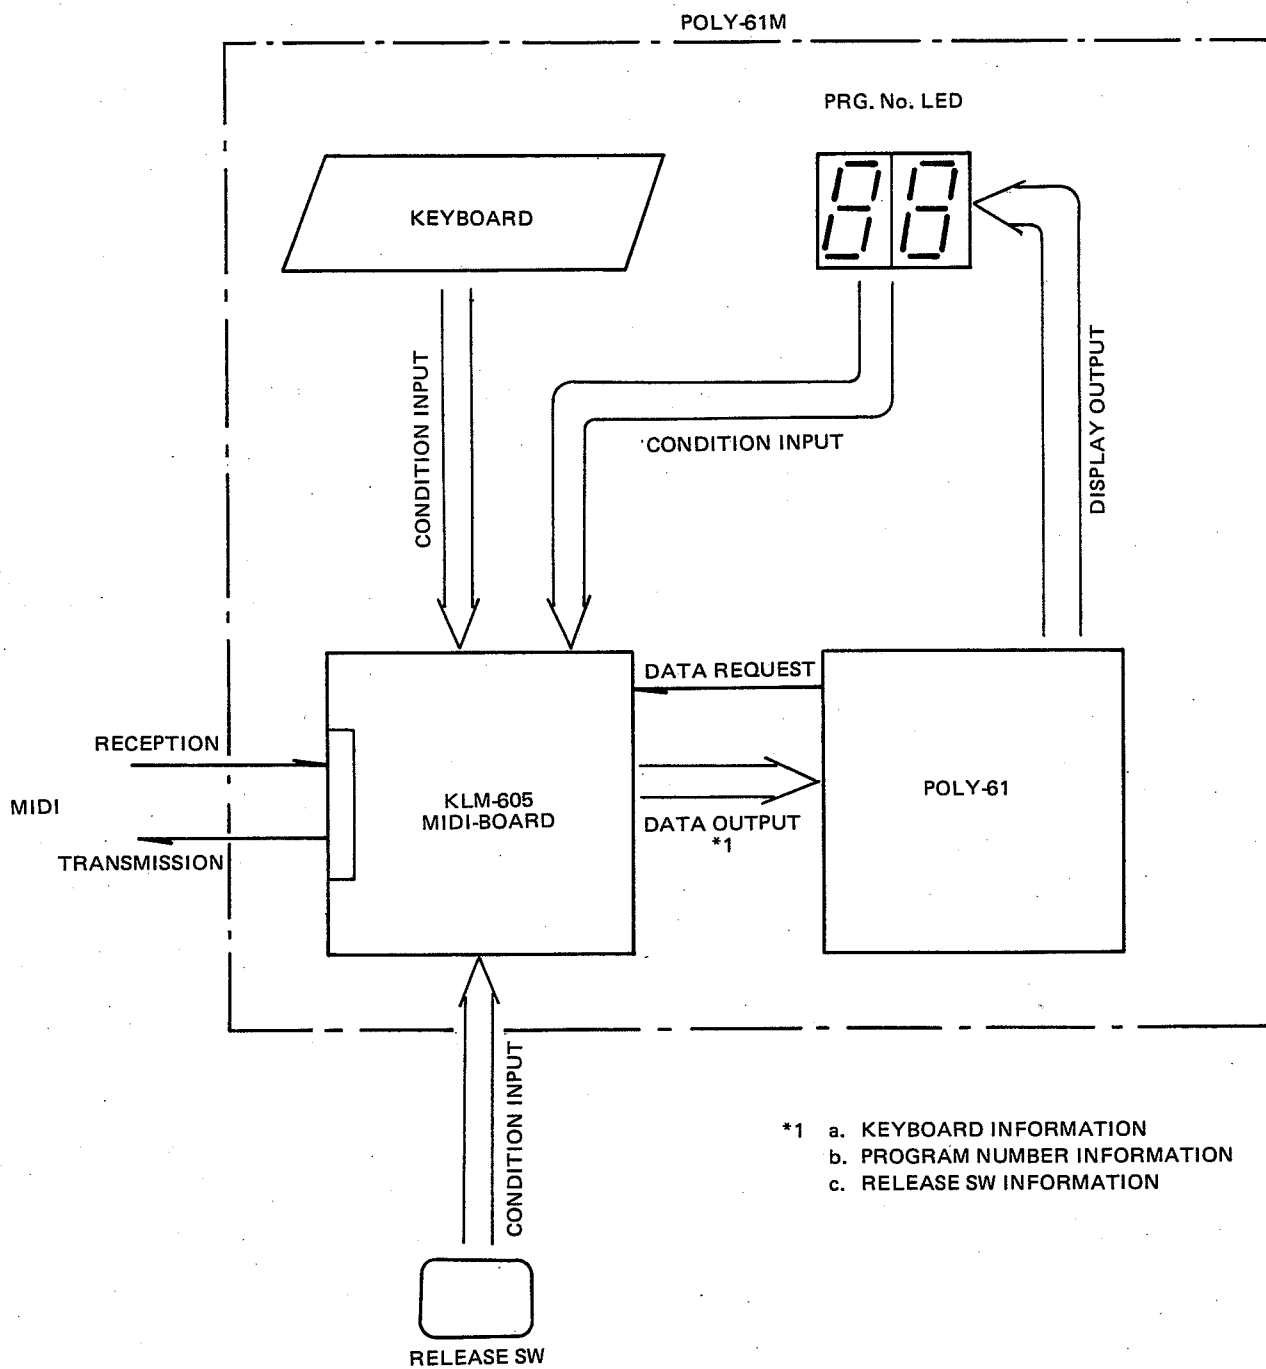 POLY-61M
PRG. No. LED
KEYBOARD
88
CONDITION INPUT
CONDITION INPUT
DISPLAY OUTPUT
DATA REQUEST
RECEPTION
MIDI
TRANSMISSION
KLM-605
MIDI-BOARD
DATA OUTPUT
*1
POLY-61
CONDITION INPUT
*1 a. KEYBOARD INFORMATION
b. PROGRAM NUMBER INFORMATION
c. RELEASE SW INFORMATION
RELEASE SW